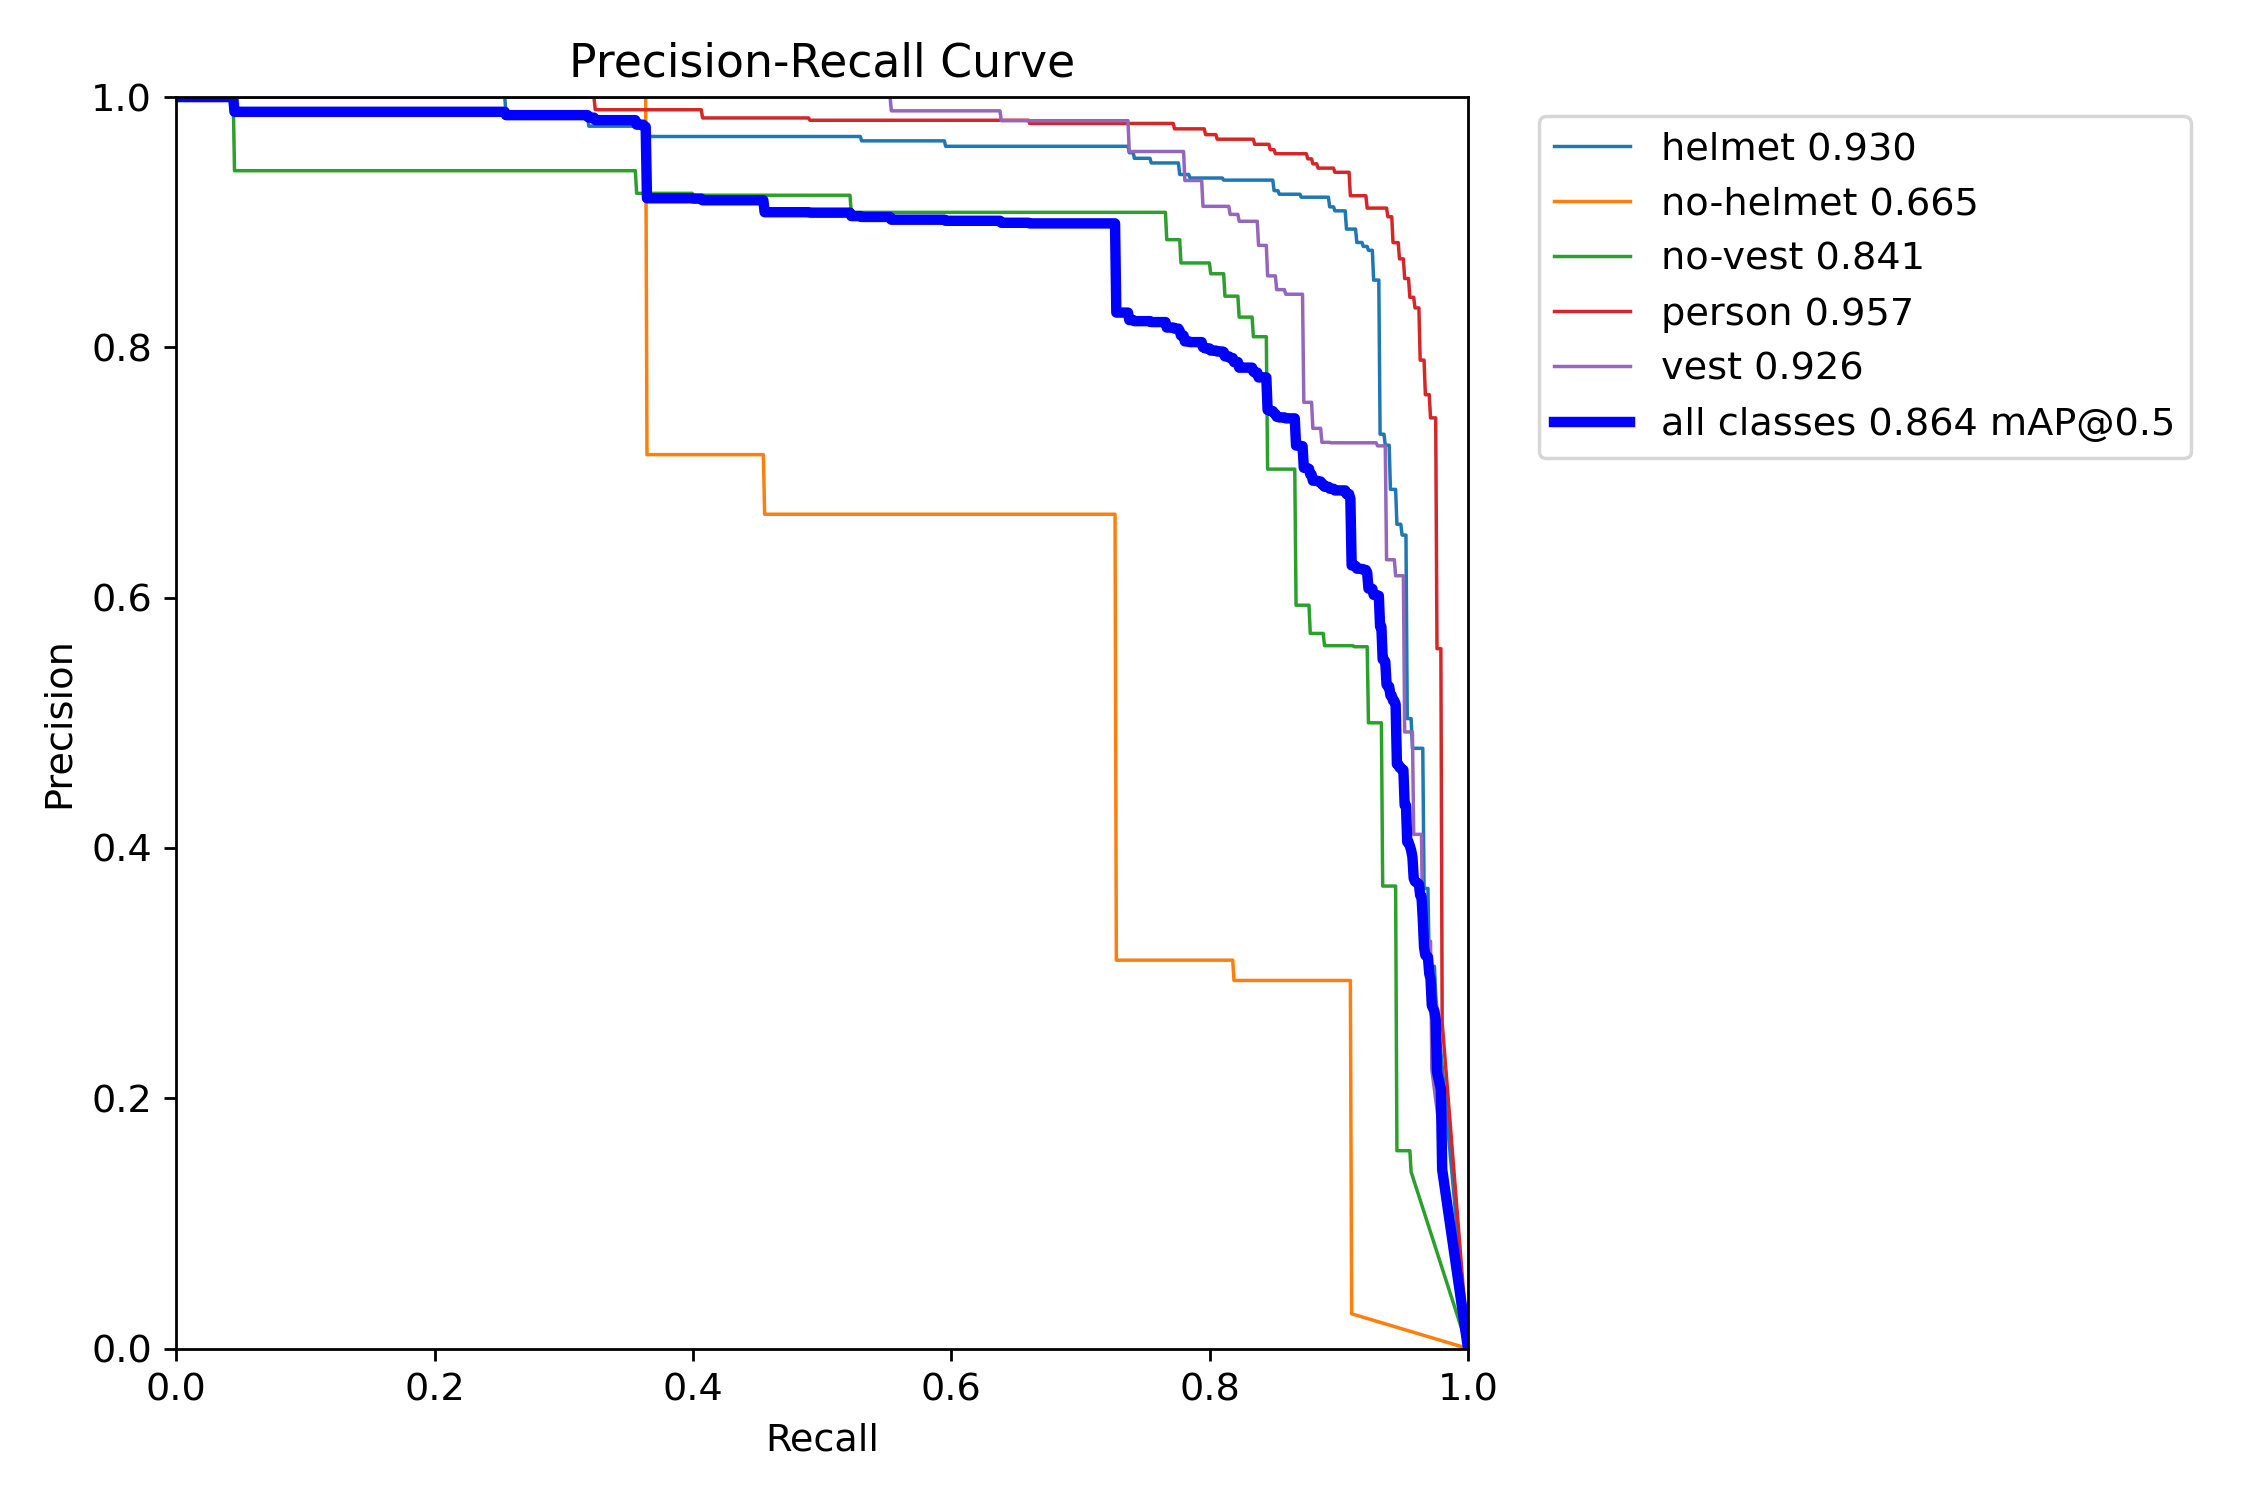 Precision-Recall Curve
1.0
0.8
0.6
0.4
0.2
0.0
Precision
0.0 0.2 0.4 0.6 0.8 1.0
Recall
helmet 0.930
no-helmet 0.665
no-vest 0.841
person 0.957
vest 0.926
all classes 0.864 mAP@0.5